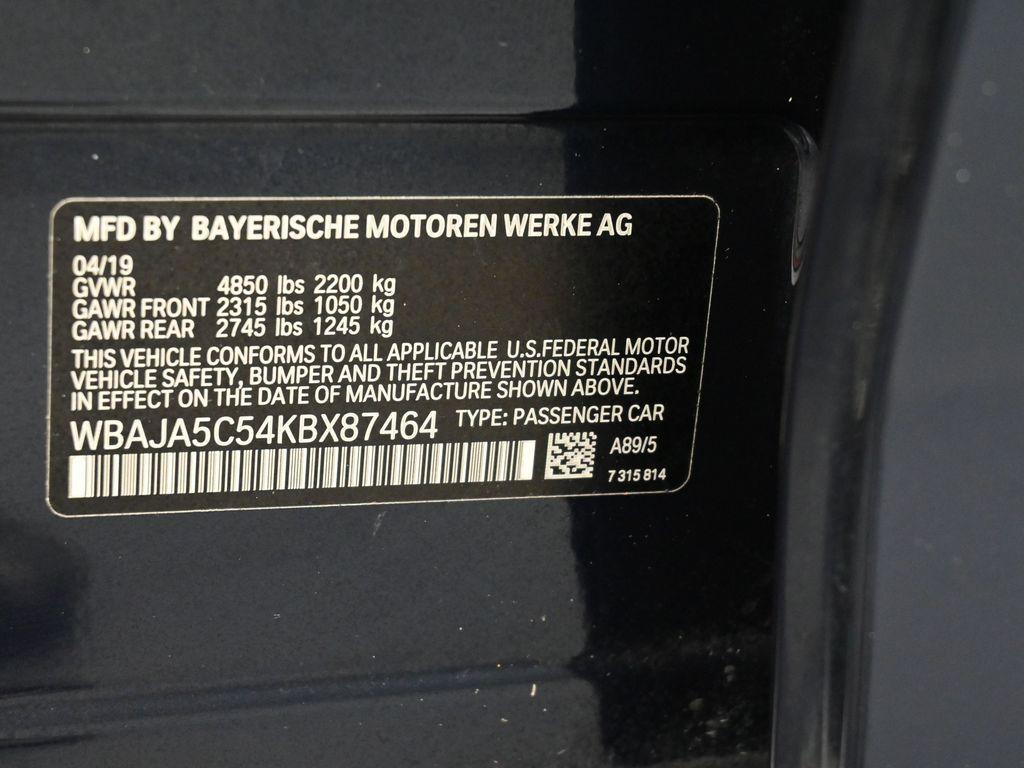 MFD BY BAYERISCHE MOTOREN WERKE AG
04/19
GVWR 4850 lbs 2200 kg
GAWR FRONT 2315 lbs 1050 kg
GAWR REAR 2745 lbs 1245 kg
THIS VEHICLE CONFORMS TO ALL APPLICABLE U.S.FEDERAL MOTOR
VEHICLE SAFETY, BUMPER AND THEFT PREVENTION STANDARDS
IN EFFECT ON THE DATE OF MANUFACTURE SHOWN ABOVE.
WBAJA5C54KBX87464 TYPE: PASSENGER CAR
A89/5
7 315 814